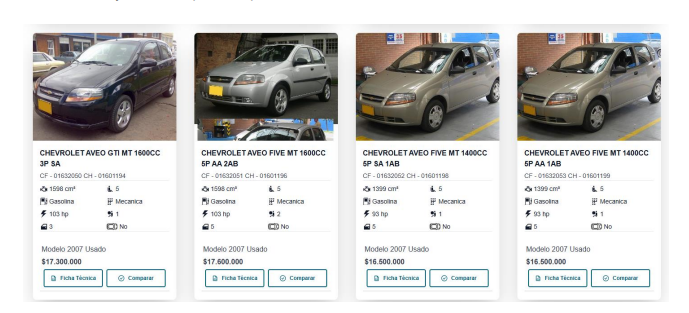 CHEVROLET AVEO GTI MT 1600CC
3P SA
CF - 01632050 CH - 01601194
1598 cm³ 5
Gasolina Mecanica
103 hp 1
3 No
Modelo 2007 Usado
$17.300.000
Ficha Técnica Comparar
CHEVROLET AVEO FIVE MT 1600CC
5P AA 2AB
CF - 01632051 CH - 01601196
1598 cm³ 5
Gasolina Mecanica
103 hp 2
5 No
Modelo 2007 Usado
$17.600.000
Ficha Técnica Comparar
CHEVROLET AVEO FIVE MT 1400CC
5P SA 1AB
CF - 01632052 CH - 01601198
1399 cm³ 5
Gasolina Mecanica
93 hp 1
5 No
Modelo 2007 Usado
$16.500.000
Ficha Técnica Comparar
CHEVROLET AVEO FIVE MT 1400CC
5P AA 1AB
CF - 01632053 CH - 01601199
1399 cm³ 5
Gasolina Mecanica
93 hp 1
5 No
Modelo 2007 Usado
$16.500.000
Ficha Técnica Comparar